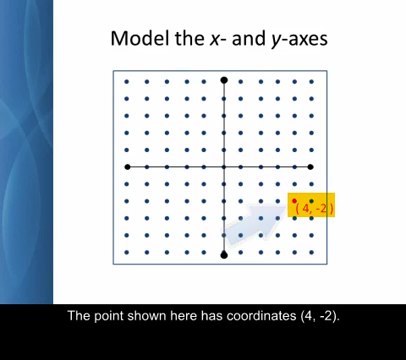 Model the x- and y-axes
( 4, -2 )
The point shown here has coordinates (4, -2).